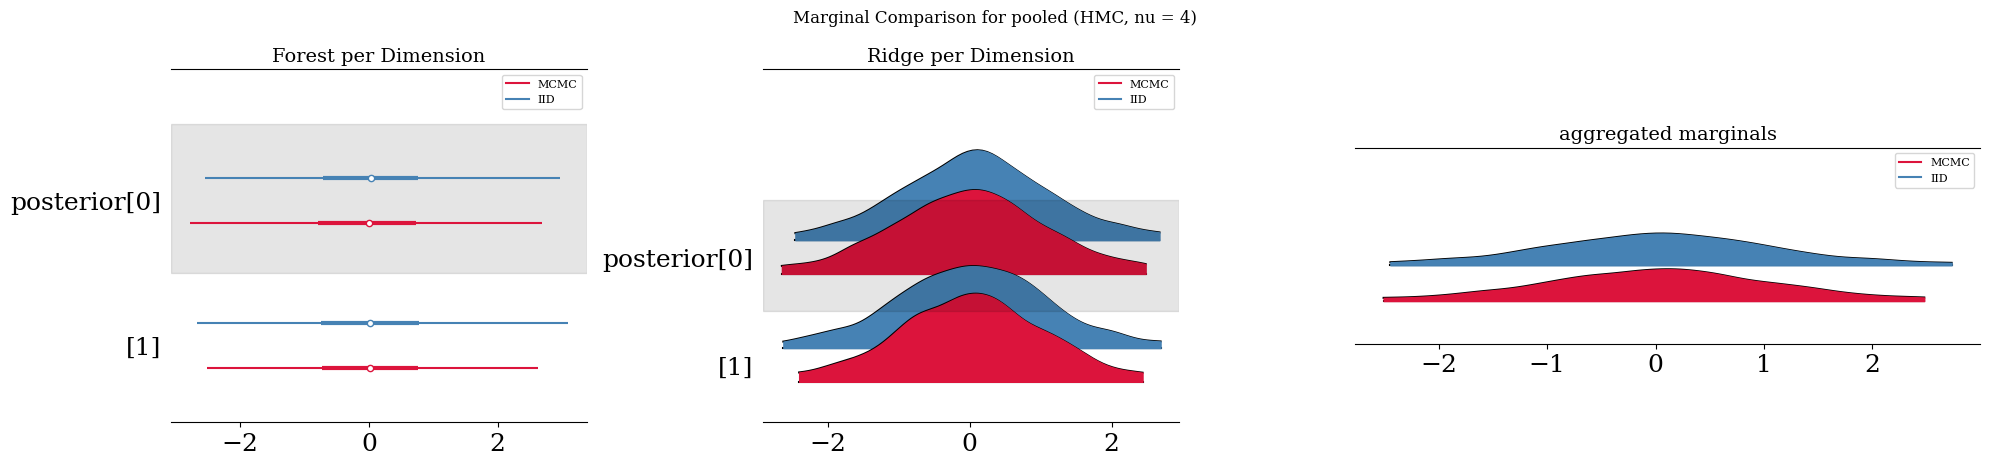 Marginal Comparison for pooled (HMC, nu = 4)
Forest per Dimension
MCMC
IID
posterior[0]
[1]
−2 0 2
Ridge per Dimension
MCMC
IID
posterior[0]
[1]
−2 0 2
aggregated marginals
MCMC
IID
−2 −1 0 1 2